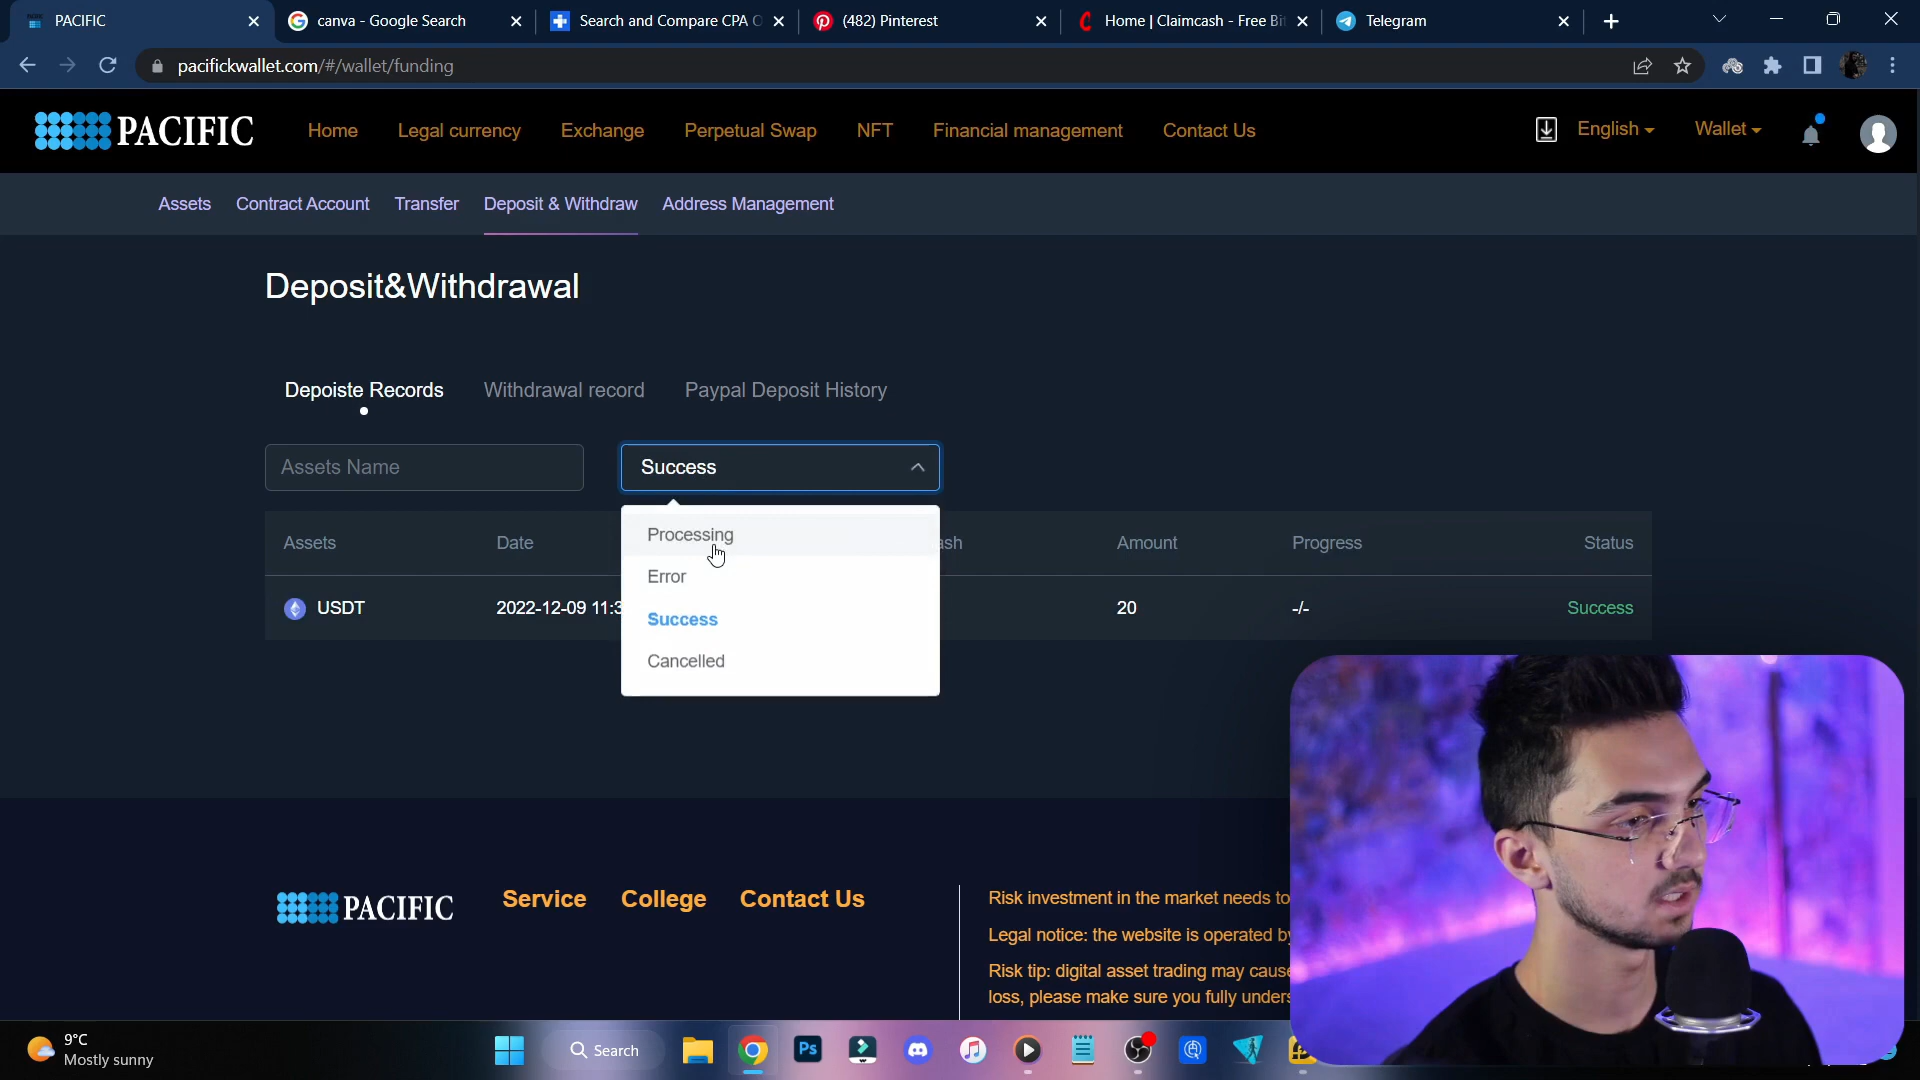 PACIFIC
canva - Google Search
Search and Compare CPA
(482) Pinterest
Home | Claimcash - Free Bi
Telegram
pacifickwallet.com/#/wallet/funding
PACIFIC
Home
Legal currency
Exchange
Perpetual Swap
NFT
Financial management
Contact Us
English
Wallet
Assets
Contract Account
Transfer
Deposit & Withdraw
Address Management
Deposit&Withdrawal
Depoiste Records
Withdrawal record
Paypal Deposit History
Assets Name
Success
Processing
Error
Success
Cancelled
Assets
Date
ash
Amount
Progress
Status
USDT
2022-12-09 11:3
20
-/-
Success
PACIFIC
Service
College
Contact Us
Risk investment in the market needs to
Legal notice: the website is operated by
Risk tip: digital asset trading may cause
loss, please make sure you fully unders
9°C
Mostly sunny
Search
Ps